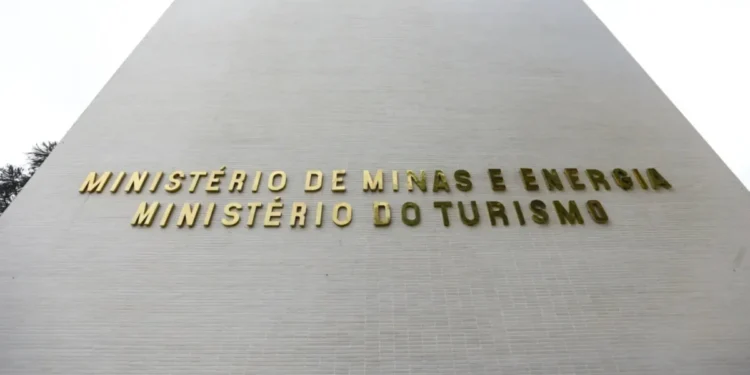 MINISTÉRIO DE MINAS E ENERGIA
MINISTÉRIO DO TURISMO